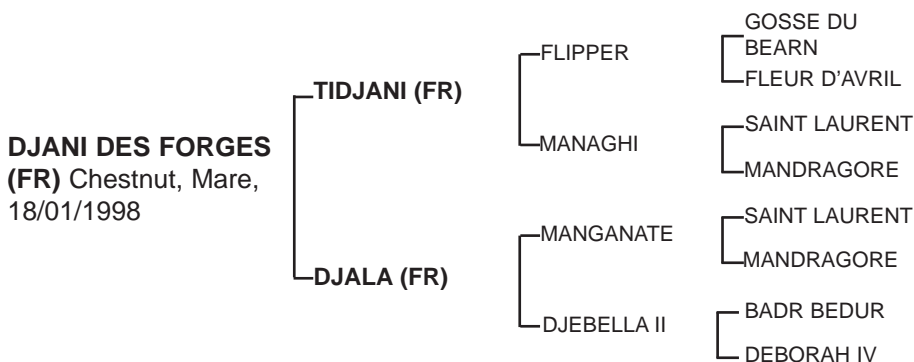 DJANI DES FORGES
(FR) Chestnut, Mare,
18/01/1998
TIDJANI (FR)
DJALA (FR)
FLIPPER
MANAGHI
MANGANATE
DJEBELLA II
GOSSE DU
BEARN
FLEUR D'AVRIL
SAINT LAURENT
MANDRAGORE
SAINT LAURENT
MANDRAGORE
BADR BEDUR
DEBORAH IV